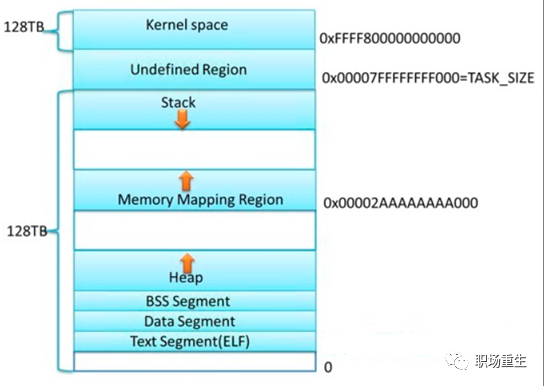 128TB
Kernel space
0xFFFF800000000000
Undefined Region
0x00007FFFFFFFF000=TASK_SIZE
Stack
Memory Mapping Region
0x00002AAAAAAAA000
128TB
Heap
BSS Segment
Data Segment
Text Segment(ELF)
0
职场重生